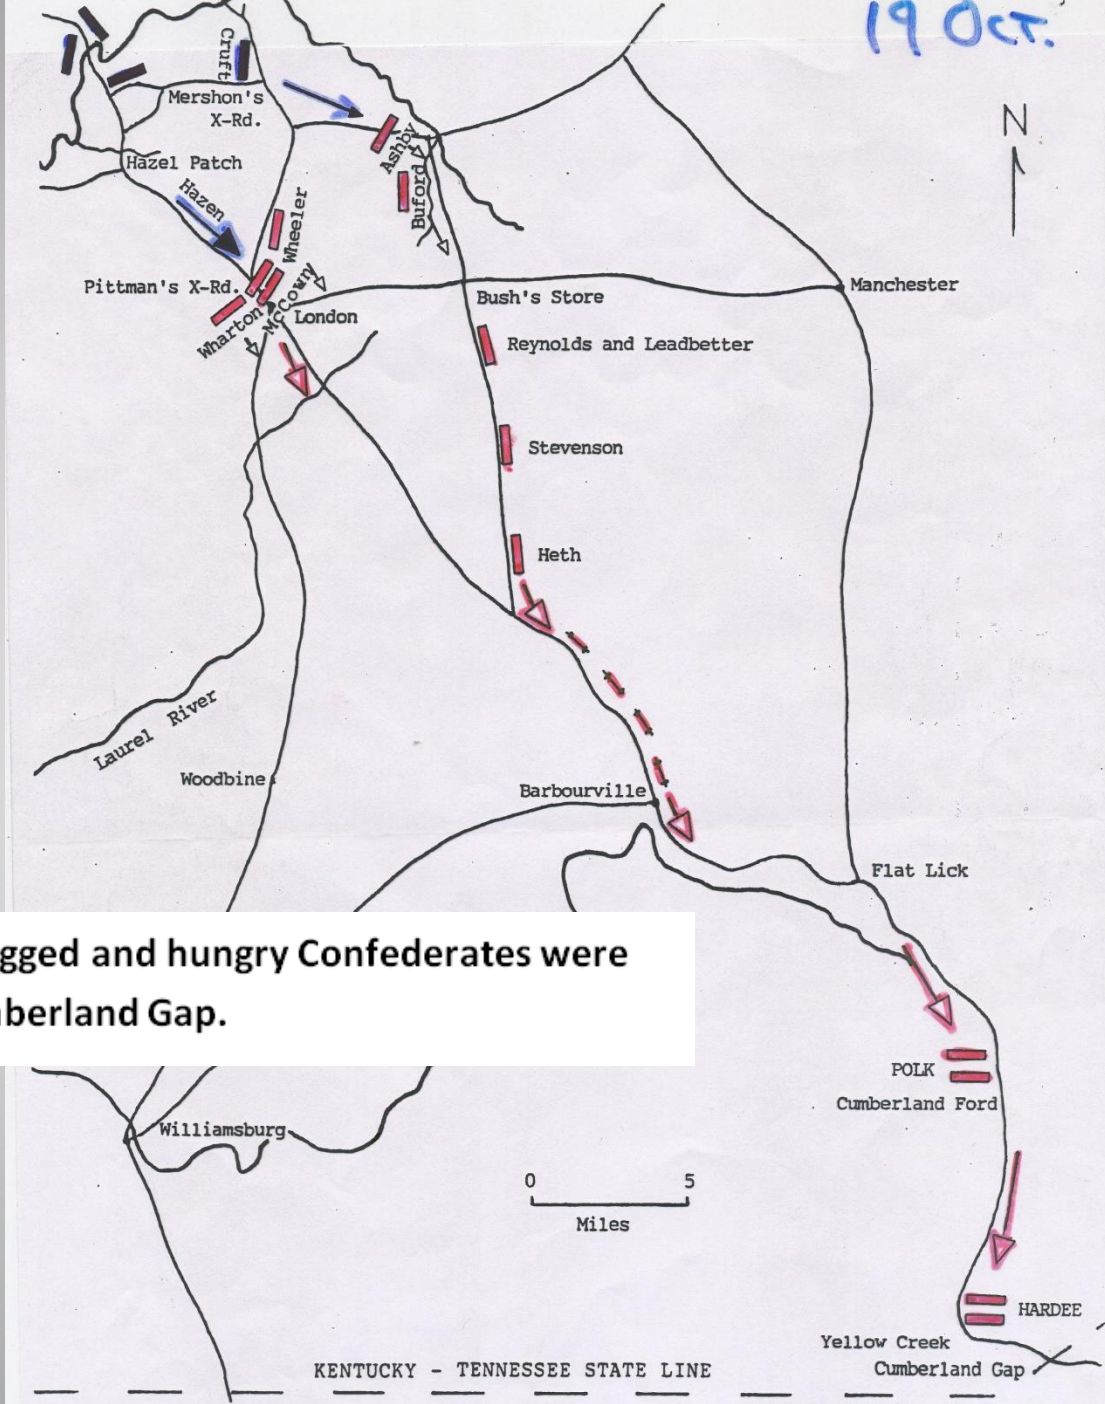 19 OCT.
Cruft
Mershon's
X-Rd.
N
Ashby
Hazel Patch
Hazen
Buford
Wheeler
Pittman's X-Rd.
McCown
Wharton
London
Bush's Store
Manchester
Reynolds and Leadbetter
Stevenson
Heth
Laurel River
Woodbine
Barbourville
Flat Lick
gged and hungry Confederates were
berland Gap.
POLK
Cumberland Ford
Williamsburg
0 5
Miles
HARDEE
Yellow Creek
Cumberland Gap
KENTUCKY - TENNESSEE STATE LINE